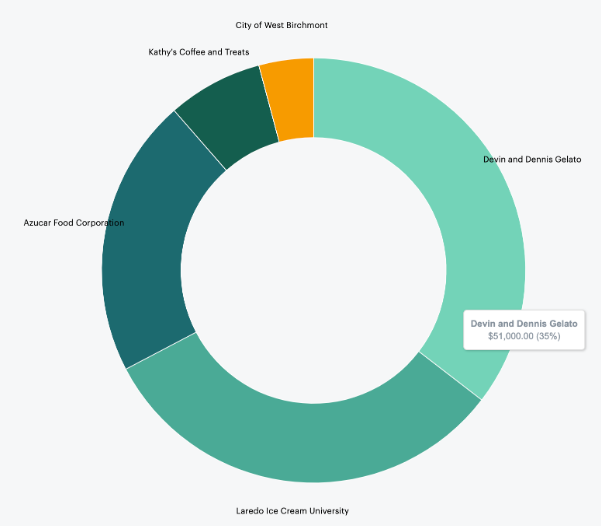 City of West Birchmont
Kathy's Coffee and Treats
Devin and Dennis Gelato
Azucar Food Corporation
Devin and Dennis Gelato
$51,000.00 (35%)
Laredo Ice Cream University